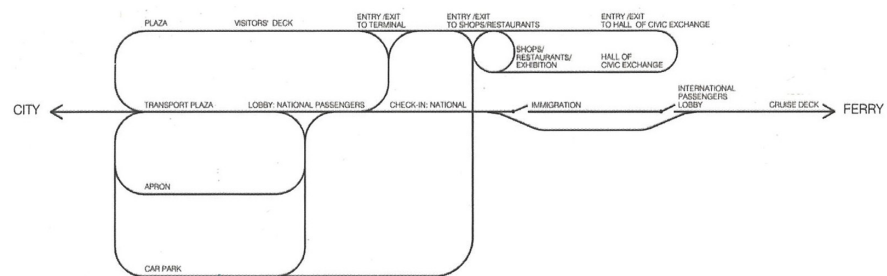 PLAZA
VISITORS' DECK
ENTRY /EXIT
TO TERMINAL
ENTRY /EXIT
TO SHOPS/RESTAURANTS
ENTRY /EXIT
TO HALL OF CIVIC EXCHANGE
SHOPS/
RESTAURANTS/
EXHIBITION
HALL OF
CIVIC EXCHANGE
CITY
TRANSPORT PLAZA
LOBBY: NATIONAL PASSENGERS
CHECK-IN: NATIONAL
IMMIGRATION
INTERNATIONAL
PASSENGERS
LOBBY
CRUISE DECK
FERRY
APRON
CAR PARK